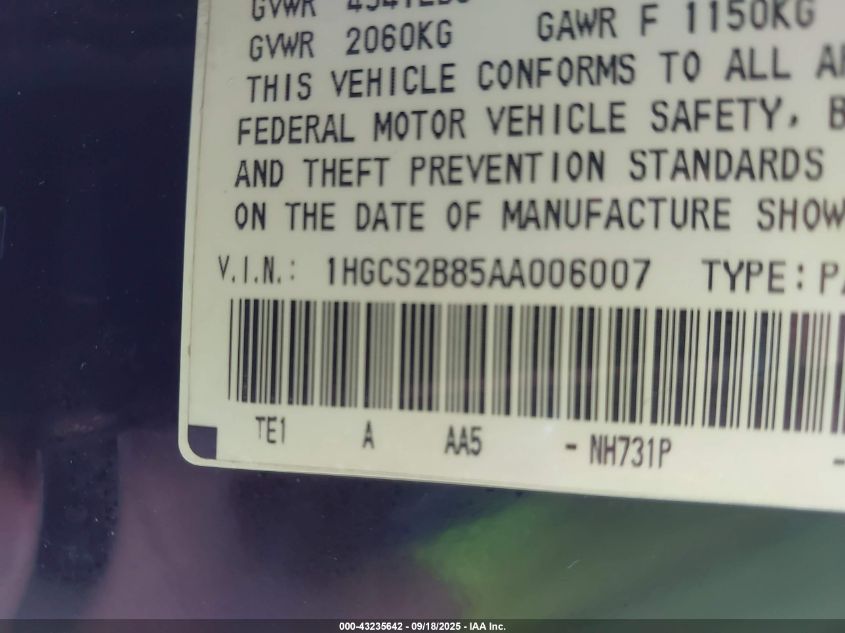 GVWR 2060KG GAWR F 1150KG
THIS VEHICLE CONFORMS TO ALL
FEDERAL MOTOR VEHICLE SAFETY, B
AND THEFT PREVENTION STANDARDS
ON THE DATE OF MANUFACTURE SHOW
V.I.N.: 1HGCS2B85AA006007 TYPE:
TE1 A AA5 - NH731P -
000-43235642 - 09/18/2025 - IAA Inc.